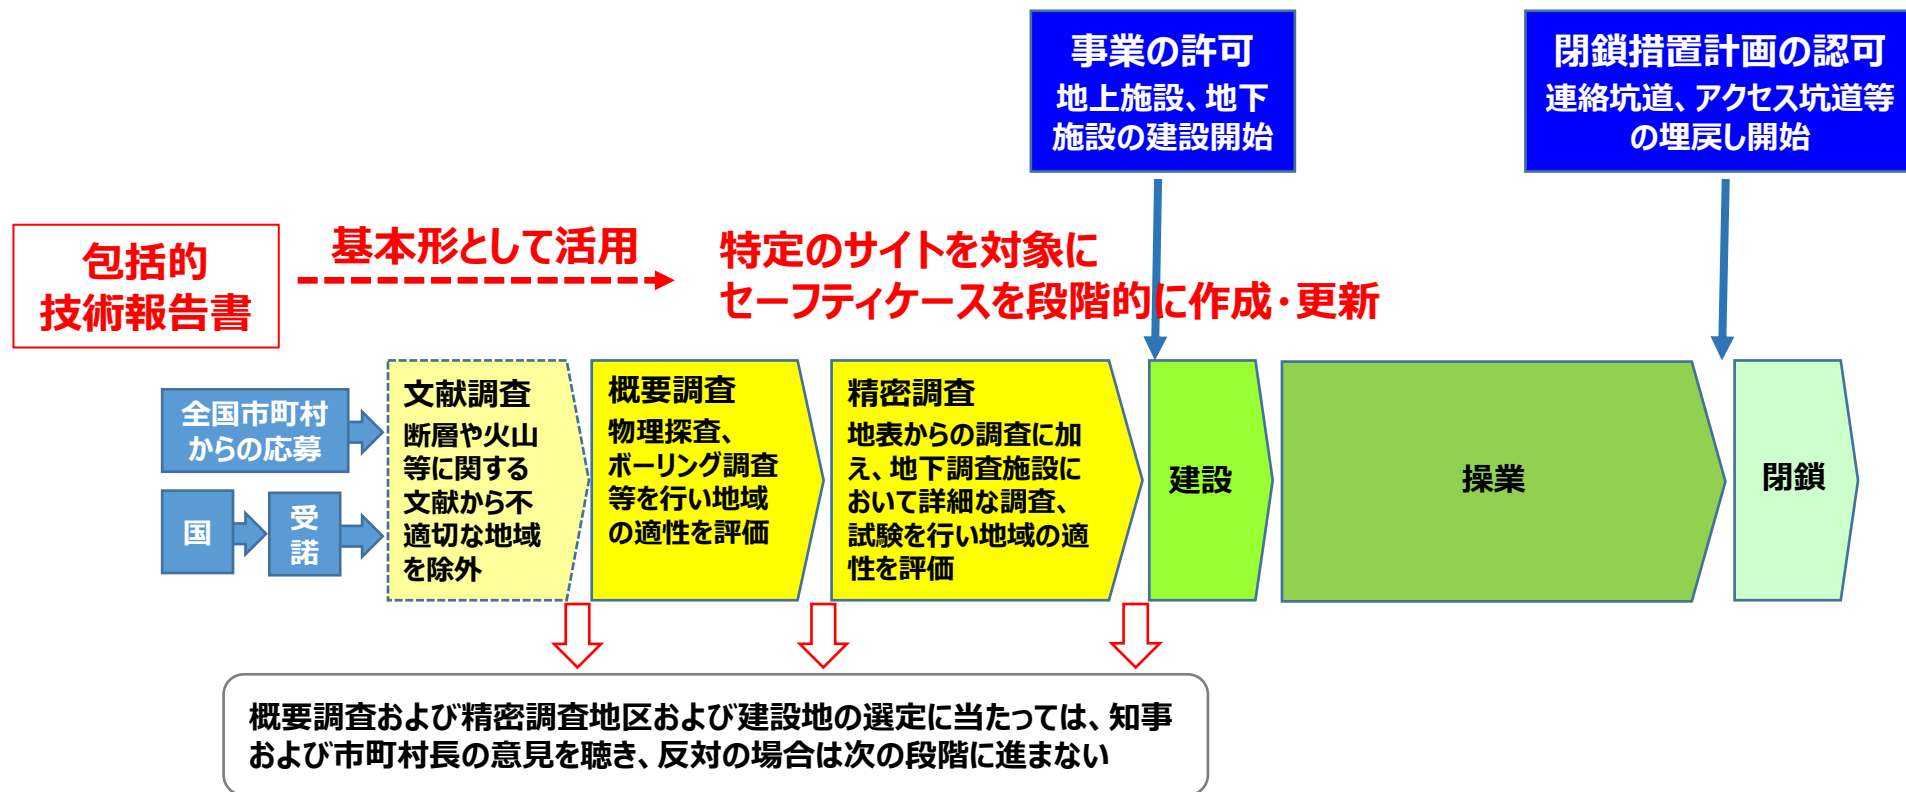 事業の許可
地上施設、地下
施設の建設開始
閉鎖措置計画の認可
連絡坑道、アクセス坑道等
の埋戻し開始
包括的
技術報告書
基本形として活用
特定のサイトを対象に
セーフティケースを段階的に作成・更新
全国市町村
からの応募
国
受
諾
文献調査
断層や火山
等に関する
文献から不
適切な地域
を除外
概要調査
物理探査、
ボーリング調査
等を行い地域
の適性を評価
精密調査
地表からの調査に加
え、地下調査施設に
おいて詳細な調査、
試験を行い地域の適
性を評価
建設
操業
閉鎖
概要調査および精密調査地区および建設地の選定に当たっては、知事
および市町村長の意見を聴き、反対の場合は次の段階に進まない